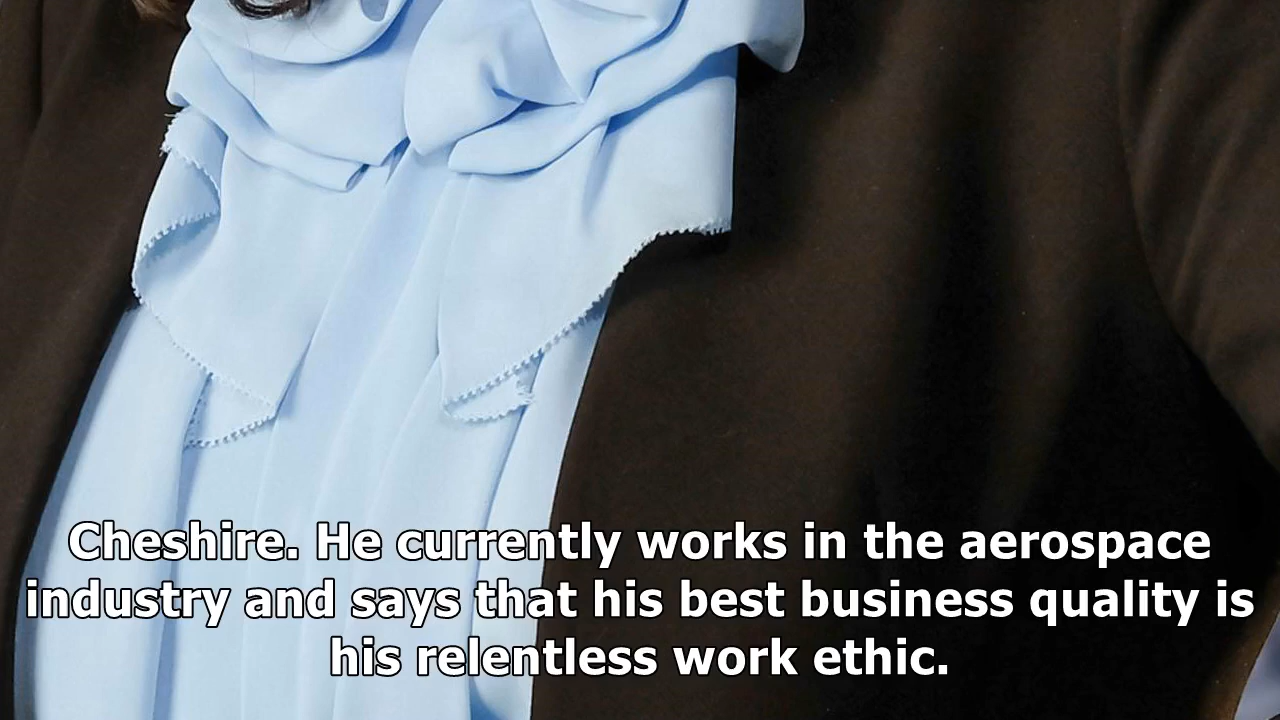 Cheshire. He currently works in the aerospace
industry and says that his best business quality is
his relentless work ethic.